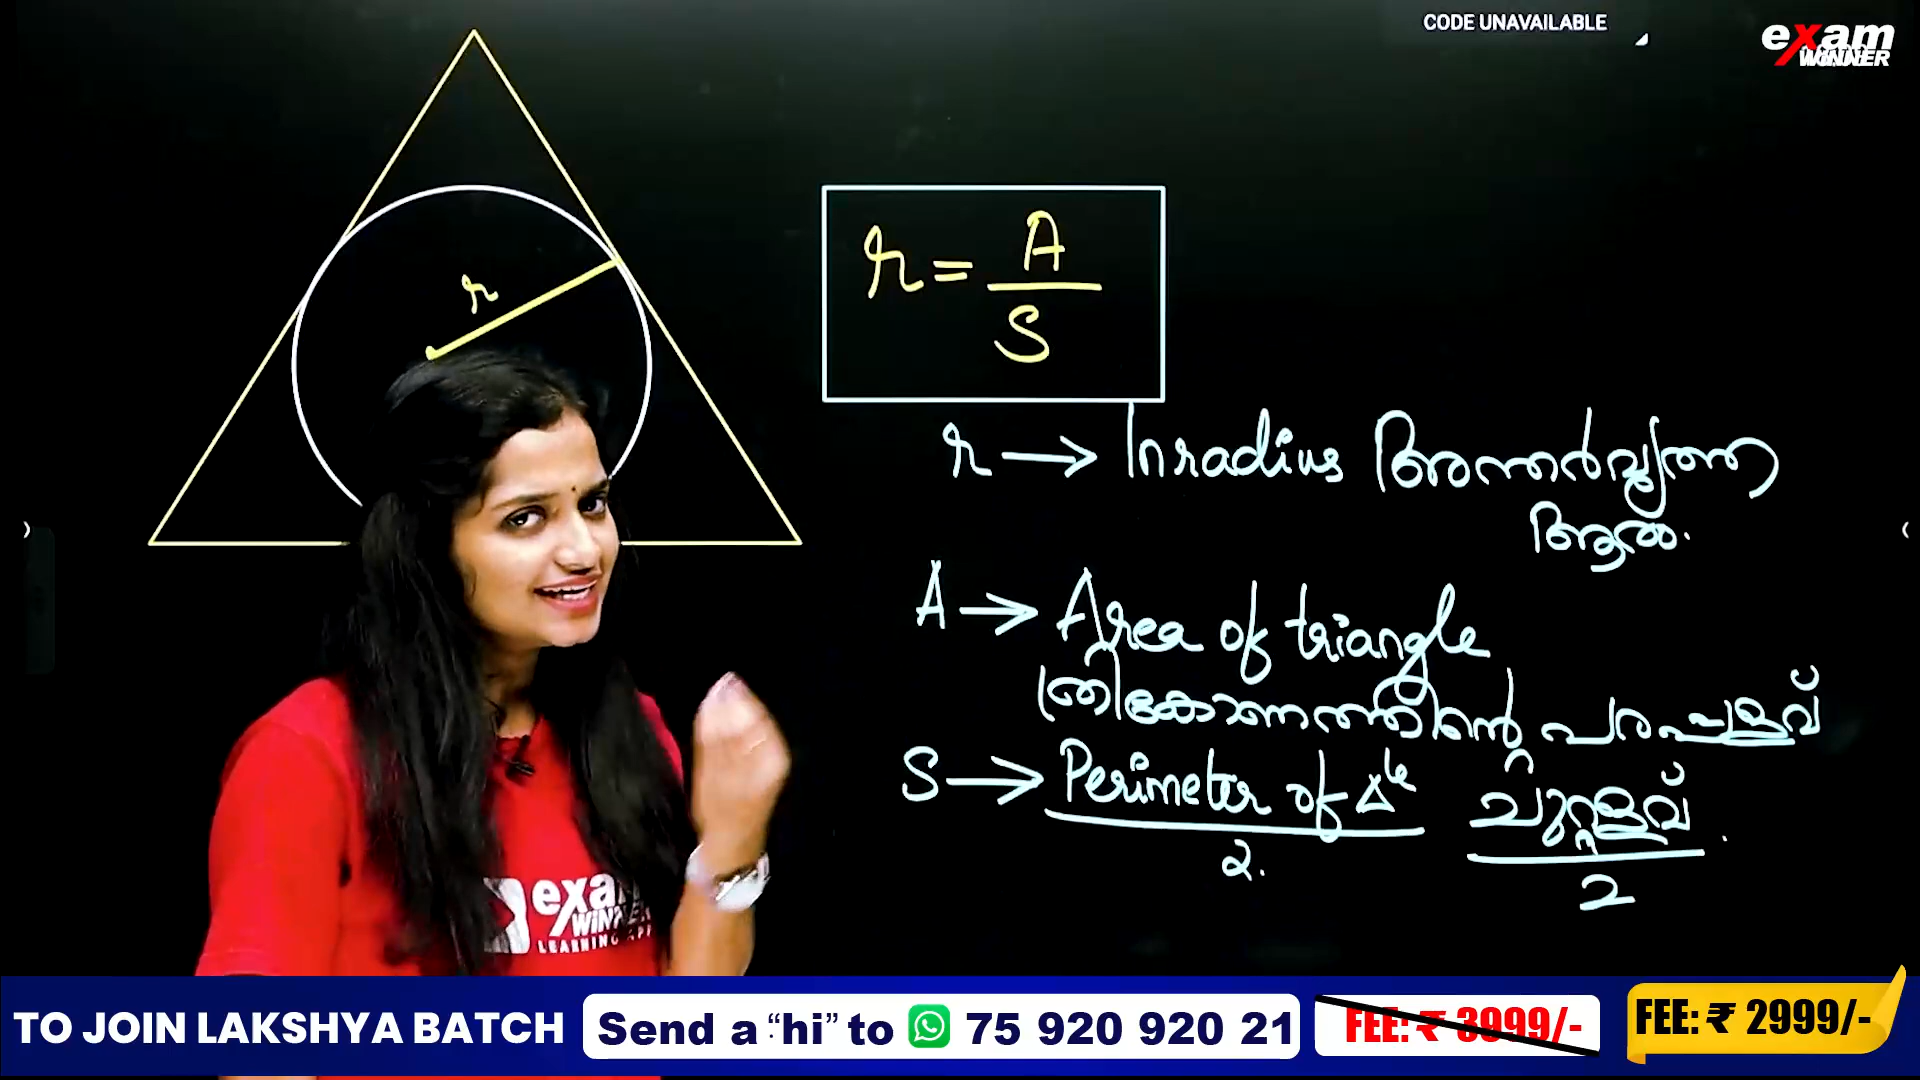 CODE UNAVAILABLE
exam
WINNER
r
r = A
S
r → Inradius അന്തർവൃത്ത
ആരം.
A → Area of triangle
ത്രികോണത്തിന്റെ പരപ്പളവ്
S → Perimeter of Δle ചുറ്റളവ്
2. 2
exam
WINNER
LEARNING APP
TO JOIN LAKSHYA BATCH Send a “hi” to 75 920 920 21 FEE: ₹ 3999/- FEE: ₹ 2999/-